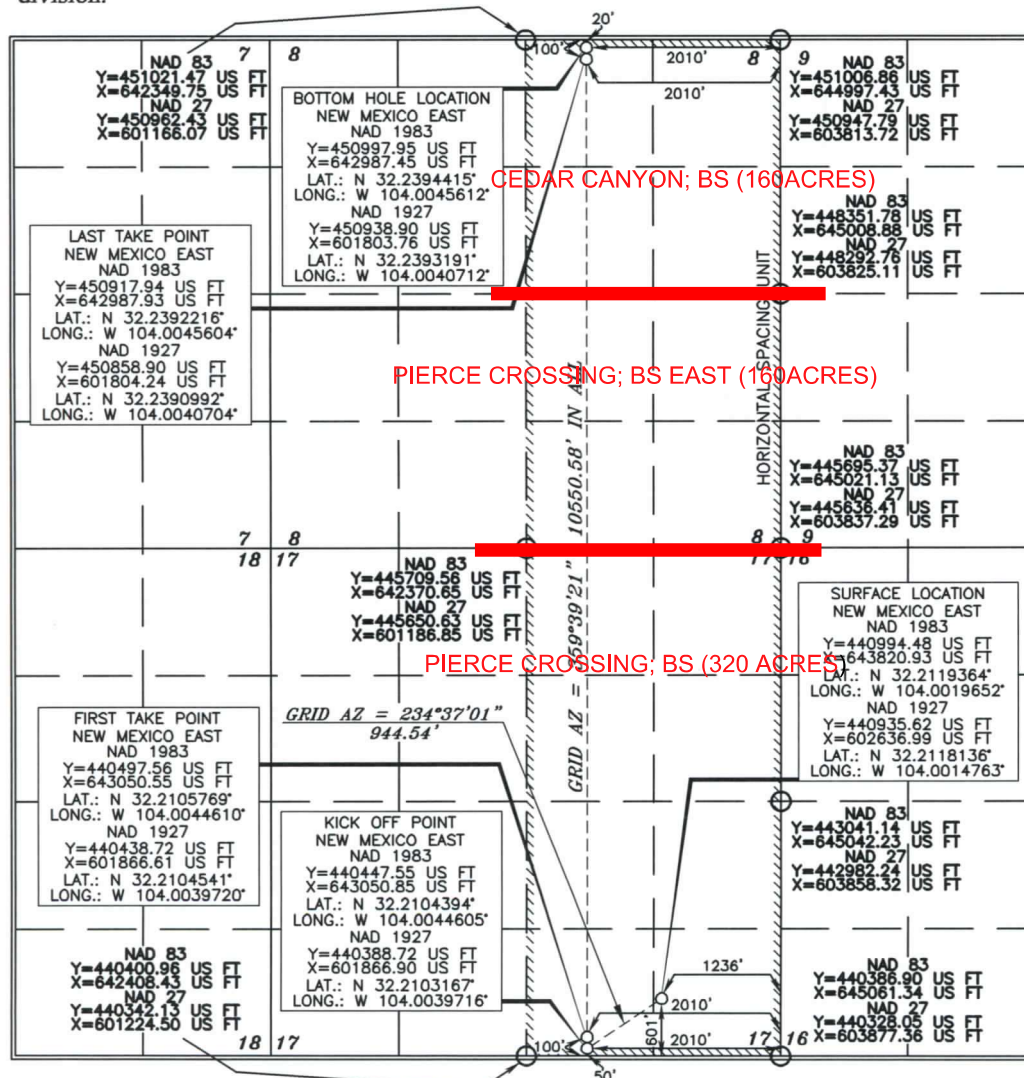 division.
20'
7 8
100'
2010'
8 9
2010'
NAD 83
Y=451021.47 US FT
X=642349.75 US FT
NAD 27
Y=450962.43 US FT
X=601166.07 US FT
BOTTOM HOLE LOCATION
NEW MEXICO EAST
NAD 1983
Y=450997.95 US FT
X=642987.45 US FT
LAT.: N 32.2394415°
LONG.: W 104.0045612°
NAD 1927
Y=450938.90 US FT
X=601803.76 US FT
LAT.: N 32.2393191°
LONG.: W 104.0040712°
NAD 83
Y=451006.86 US FT
X=644997.43 US FT
NAD 27
Y=450947.79 US FT
X=603813.72 US FT
CEDAR CANYON; BS (160ACRES)
NAD 83
Y=448351.78 US FT
X=645008.88 US FT
NAD 27
Y=448292.76 US FT
X=603825.11 US FT
LAST TAKE POINT
NEW MEXICO EAST
NAD 1983
Y=450917.94 US FT
X=642987.93 US FT
LAT.: N 32.2392216°
LONG.: W 104.0045604°
NAD 1927
Y=450858.90 US FT
X=601804.24 US FT
LAT.: N 32.2390992°
LONG.: W 104.0040704°
HORIZONTAL SPACING UNIT
PIERCE CROSSING; BS EAST (160ACRES)
GRID AZ = 359°39'21" 10550.58' IN ALL
NAD 83
Y=445695.37 US FT
X=645021.13 US FT
NAD 27
Y=445636.41 US FT
X=603837.29 US FT
7 8
18 17
8 9
17 16
NAD 83
Y=445709.56 US FT
X=642370.65 US FT
NAD 27
Y=445650.63 US FT
X=601186.85 US FT
SURFACE LOCATION
NEW MEXICO EAST
NAD 1983
Y=440994.48 US FT
X=643820.93 US FT
LAT.: N 32.2119364°
LONG.: W 104.0019652°
NAD 1927
Y=440935.62 US FT
X=602636.99 US FT
LAT.: N 32.2118136°
LONG.: W 104.0014763°
PIERCE CROSSING; BS (320 ACRES)
GRID AZ = 234°37'01"
944.54'
FIRST TAKE POINT
NEW MEXICO EAST
NAD 1983
Y=440497.56 US FT
X=643050.55 US FT
LAT.: N 32.2105769°
LONG.: W 104.0044610°
NAD 1927
Y=440438.72 US FT
X=601866.61 US FT
LAT.: N 32.2104541°
LONG.: W 104.0039720°
KICK OFF POINT
NEW MEXICO EAST
NAD 1983
Y=440447.55 US FT
X=643050.85 US FT
LAT.: N 32.2104394°
LONG.: W 104.0044605°
NAD 1927
Y=440388.72 US FT
X=601866.90 US FT
LAT.: N 32.2103167°
LONG.: W 104.0039716°
NAD 83
Y=443041.14 US FT
X=645042.23 US FT
NAD 27
Y=442982.24 US FT
X=603858.32 US FT
NAD 83
Y=440400.96 US FT
X=642408.43 US FT
NAD 27
Y=440342.13 US FT
X=601224.50 US FT
1236'
2010'
601'
2010'
NAD 83
Y=440386.90 US FT
X=645061.34 US FT
NAD 27
Y=440328.05 US FT
X=603877.36 US FT
18 17
100'
17 16
50'